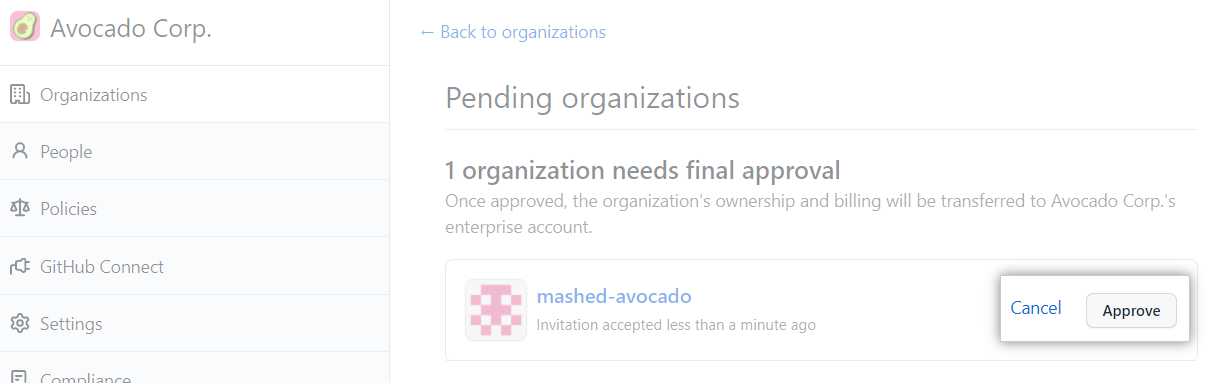 Avocado Corp.
← Back to organizations
Organizations
People
Policies
GitHub Connect
Settings
Compliance
Pending organizations
1 organization needs final approval
Once approved, the organization's ownership and billing will be transferred to Avocado Corp.'s
enterprise account.
mashed-avocado
Invitation accepted less than a minute ago
Cancel
Approve